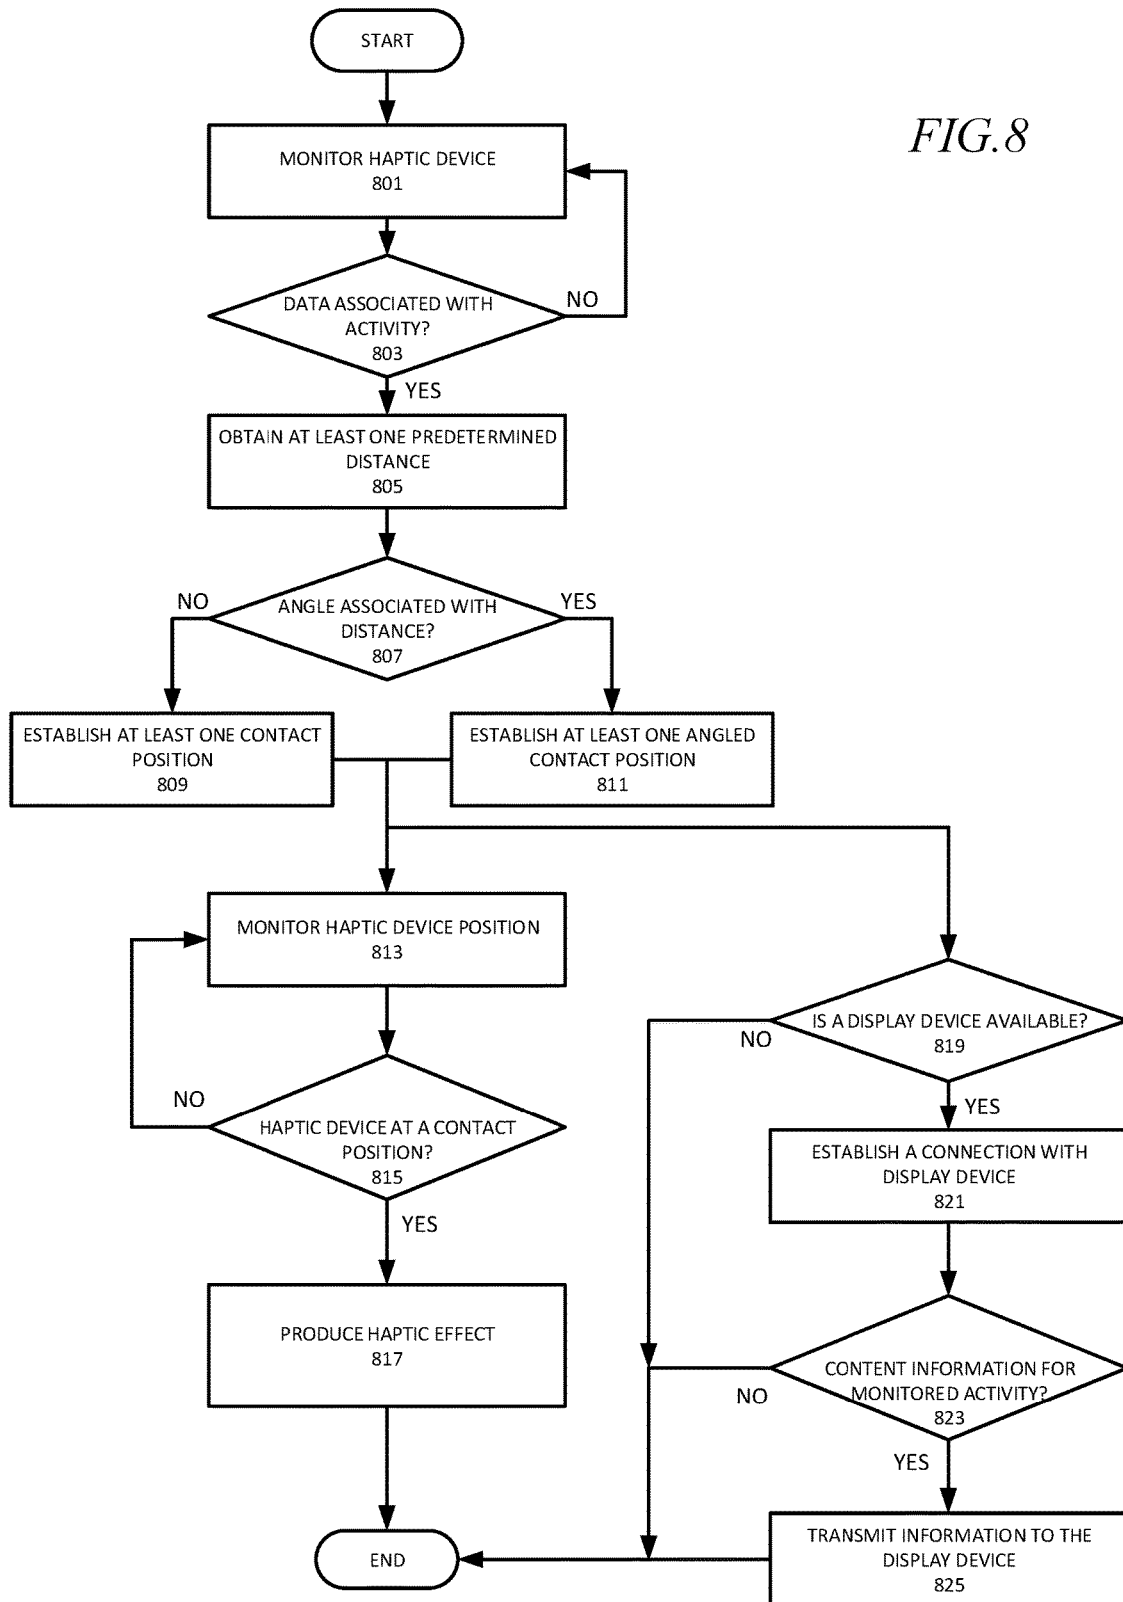 START
FIG.8
MONITOR HAPTIC DEVICE
801
DATA ASSOCIATED WITH
ACTIVITY?
803
NO
YES
OBTAIN AT LEAST ONE PREDETERMINED
DISTANCE
805
NO
ANGLE ASSOCIATED WITH
DISTANCE?
807
YES
ESTABLISH AT LEAST ONE CONTACT
POSITION
809
ESTABLISH AT LEAST ONE ANGLED
CONTACT POSITION
811
MONITOR HAPTIC DEVICE POSITION
813
NO
HAPTIC DEVICE AT A CONTACT
POSITION?
815
YES
PRODUCE HAPTIC EFFECT
817
IS A DISPLAY DEVICE AVAILABLE?
819
NO
YES
ESTABLISH A CONNECTION WITH
DISPLAY DEVICE
821
CONTENT INFORMATION FOR
MONITORED ACTIVITY?
823
NO
YES
TRANSMIT INFORMATION TO THE
DISPLAY DEVICE
825
END